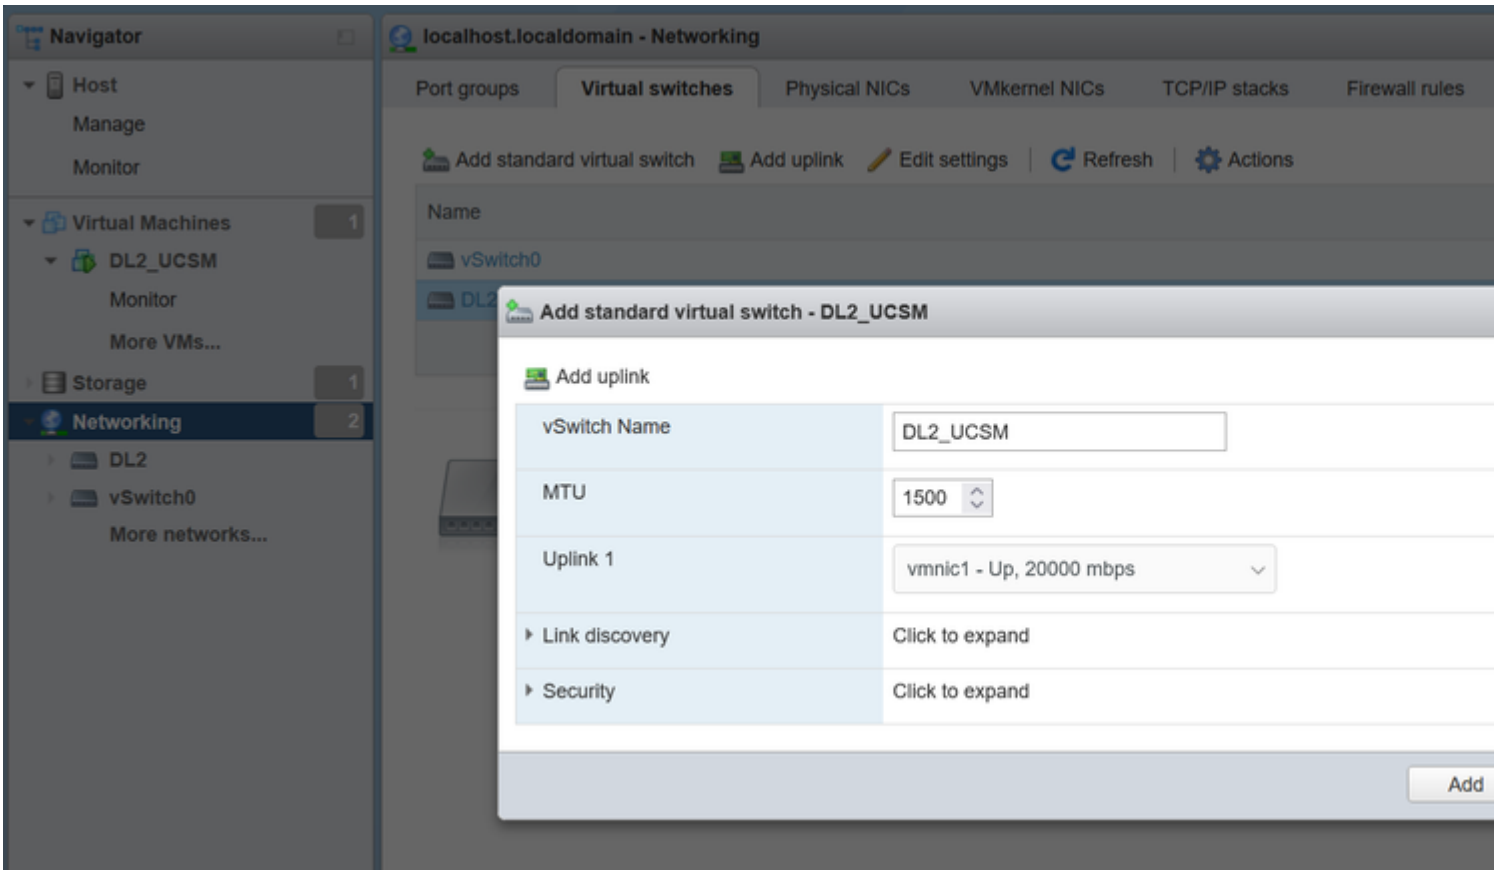 Navigator
Host
Manage
Monitor
Virtual Machines 1
DL2_UCSM
Monitor
More VMs...
Storage 1
Networking 2
DL2
vSwitch0
More networks...
localhost.localdomain - Networking
Port groups Virtual switches Physical NICs VMkernel NICs TCP/IP stacks Firewall rules
Add standard virtual switch Add uplink Edit settings Refresh Actions
Name
vSwitch0
DL2
Add standard virtual switch - DL2_UCSM
Add uplink
vSwitch Name DL2_UCSM
MTU 1500
Uplink 1 vmnic1 - Up, 20000 mbps
Link discovery Click to expand
Security Click to expand
Add